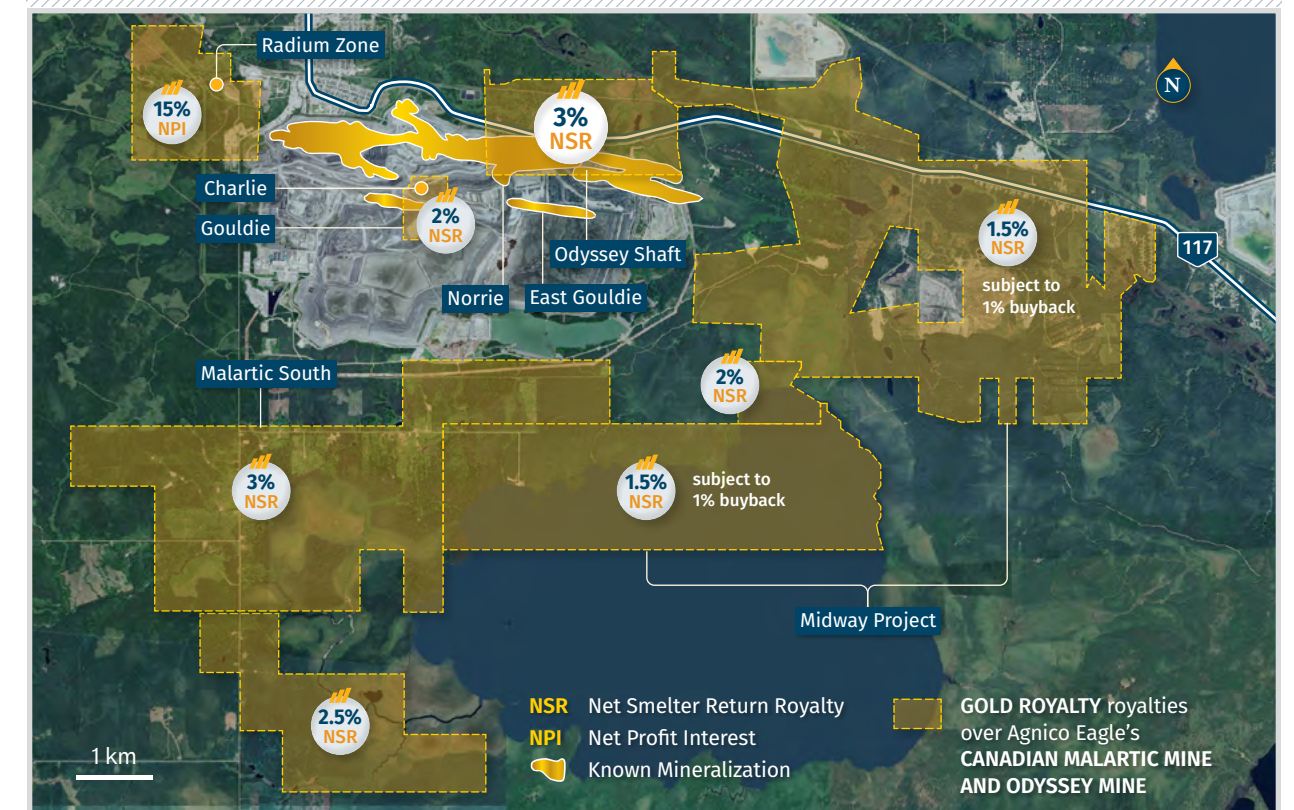 Radium Zone
N
15%
NPI
3%
NSR
Charlie
2%
NSR
Gouldie
1.5%
NSR
117
Odyssey Shaft
subject to
1% buyback
Norrie
East Gouldie
Malartic South
2%
NSR
3%
NSR
1.5%
NSR
subject to
1% buyback
Midway Project
2.5%
NSR
1 km
NSR Net Smelter Return Royalty
NPI Net Profit Interest
Known Mineralization
GOLD ROYALTY royalties
over Agnico Eagle's
CANADIAN MALARTIC MINE
AND ODYSSEY MINE